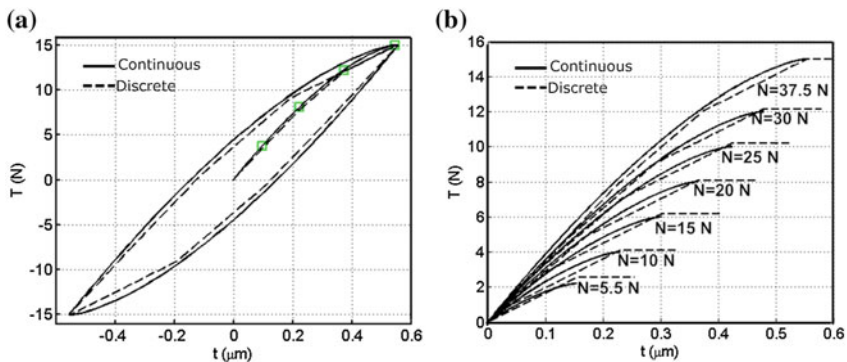 (a)
15
10
5
0
-5
-10
-15
T (N)
Continuous
Discrete
-0.4
-0.2
0
0.2
0.4
0.6
t (μm)
(b)
16
14
12
10
8
6
4
2
0
T (N)
Continuous
Discrete
N=37.5 N
N=30 N
N=25 N
N=20 N
N=15 N
N=10 N
N=5.5 N
0
0.1
0.2
0.3
0.4
0.5
0.6
t (μm)